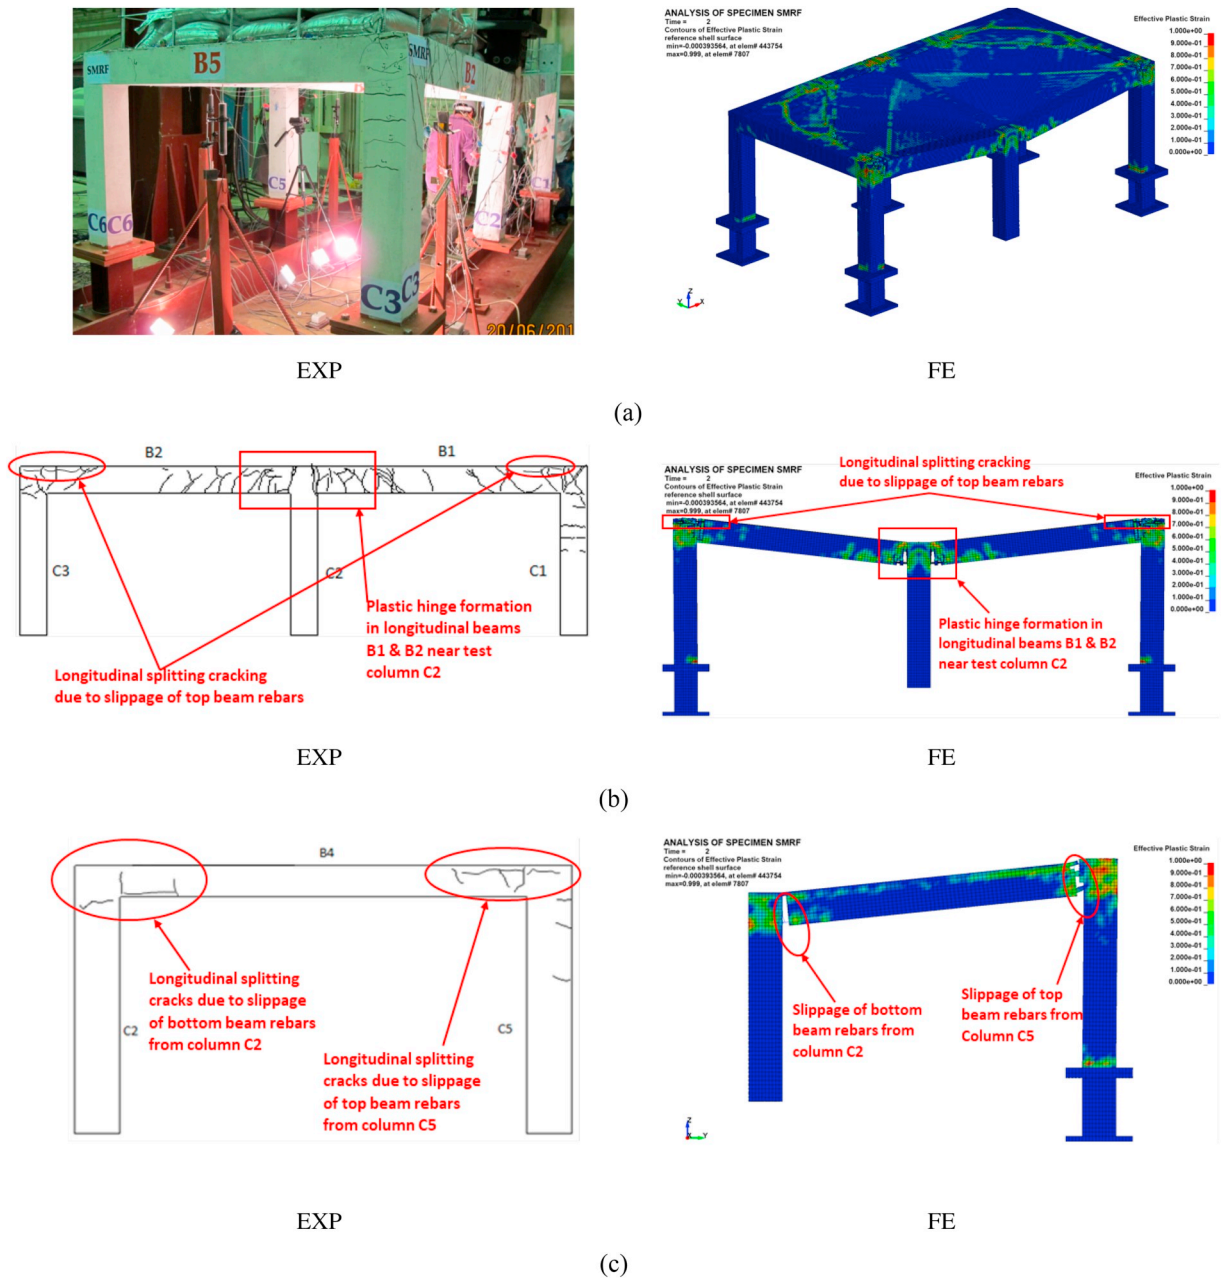 SMRF
B5
SMRF
B2
C6
C6
C5
C3
C3
C2
C1
20/06/201
ANALYSIS OF SPECIMEN SMRF
Time = 2
Contours of Effective Plastic Strain
reference shell surface
min=-0.000393564, at elem# 443754
max=0.999, at elem# 7807
Effective Plastic Strain
1.000e+00
9.000e-01
8.000e-01
7.000e-01
6.000e-01
5.000e-01
4.000e-01
3.000e-01
2.000e-01
1.000e-01
0.000e+00
Z
Y
X
EXP
FE
(a)
B2
B1
C3
C2
C1
Plastic hinge formation
in longitudinal beams
B1 & B2 near test
column C2
Longitudinal splitting cracking
due to slippage of top beam rebars
ANALYSIS OF SPECIMEN SMRF
Time = 2
Contours of Effective Plastic Strain
reference shell surface
min=-0.000393564, at elem# 443754
max=0.999, at elem# 7807
Longitudinal splitting cracking
due to slippage of top beam rebars
Effective Plastic Strain
1.000e+00
9.000e-01
8.000e-01
7.000e-01
6.000e-01
5.000e-01
4.000e-01
3.000e-01
2.000e-01
1.000e-01
0.000e+00
Plastic hinge formation in
longitudinal beams B1 & B2
near test column C2
EXP
FE
(b)
B4
C2
C5
Longitudinal splitting
cracks due to slippage
of bottom beam rebars
from column C2
Longitudinal splitting
cracks due to slippage
of top beam rebars
from column C5
ANALYSIS OF SPECIMEN SMRF
Time = 2
Contours of Effective Plastic Strain
reference shell surface
min=-0.000393564, at elem# 443754
max=0.999, at elem# 7807
Effective Plastic Strain
1.000e+00
9.000e-01
8.000e-01
7.000e-01
6.000e-01
5.000e-01
4.000e-01
3.000e-01
2.000e-01
1.000e-01
0.000e+00
Slippage of bottom
beam rebars from
column C2
Slippage of top
beam rebars from
Column C5
Z
X
Y
EXP
FE
(c)